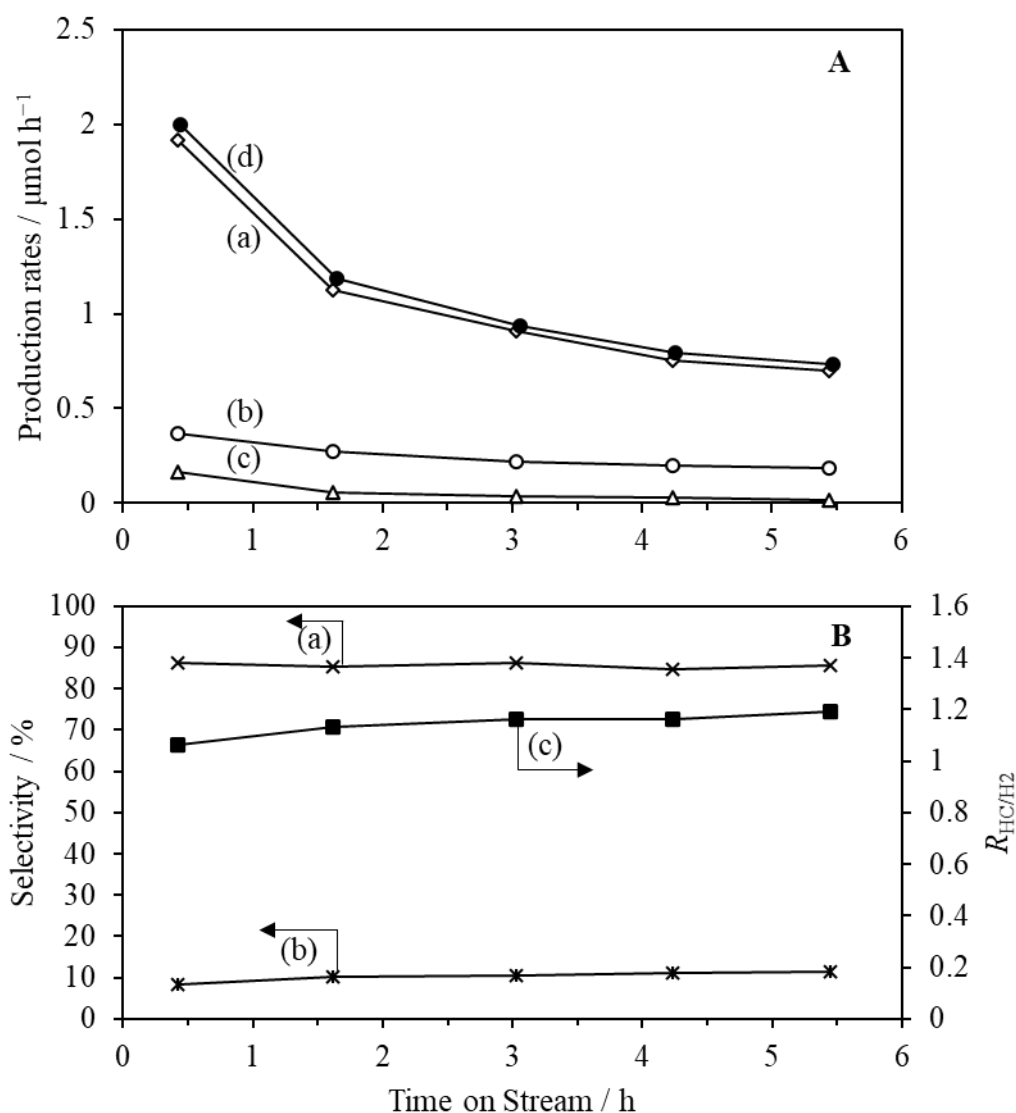 A
Production rates / µmol h⁻¹
2.5
2
1.5
1
0.5
0
(d)
(a)
(b)
(c)
0 1 2 3 4 5 6
B
Selectivity / %
100
90
80
70
60
50
40
30
20
10
0
(a)
(c)
(b)
1.6
1.4
1.2
1
0.8
0.6
0.4
0.2
0
R_HC/H2
0 1 2 3 4 5 6
Time on Stream / h